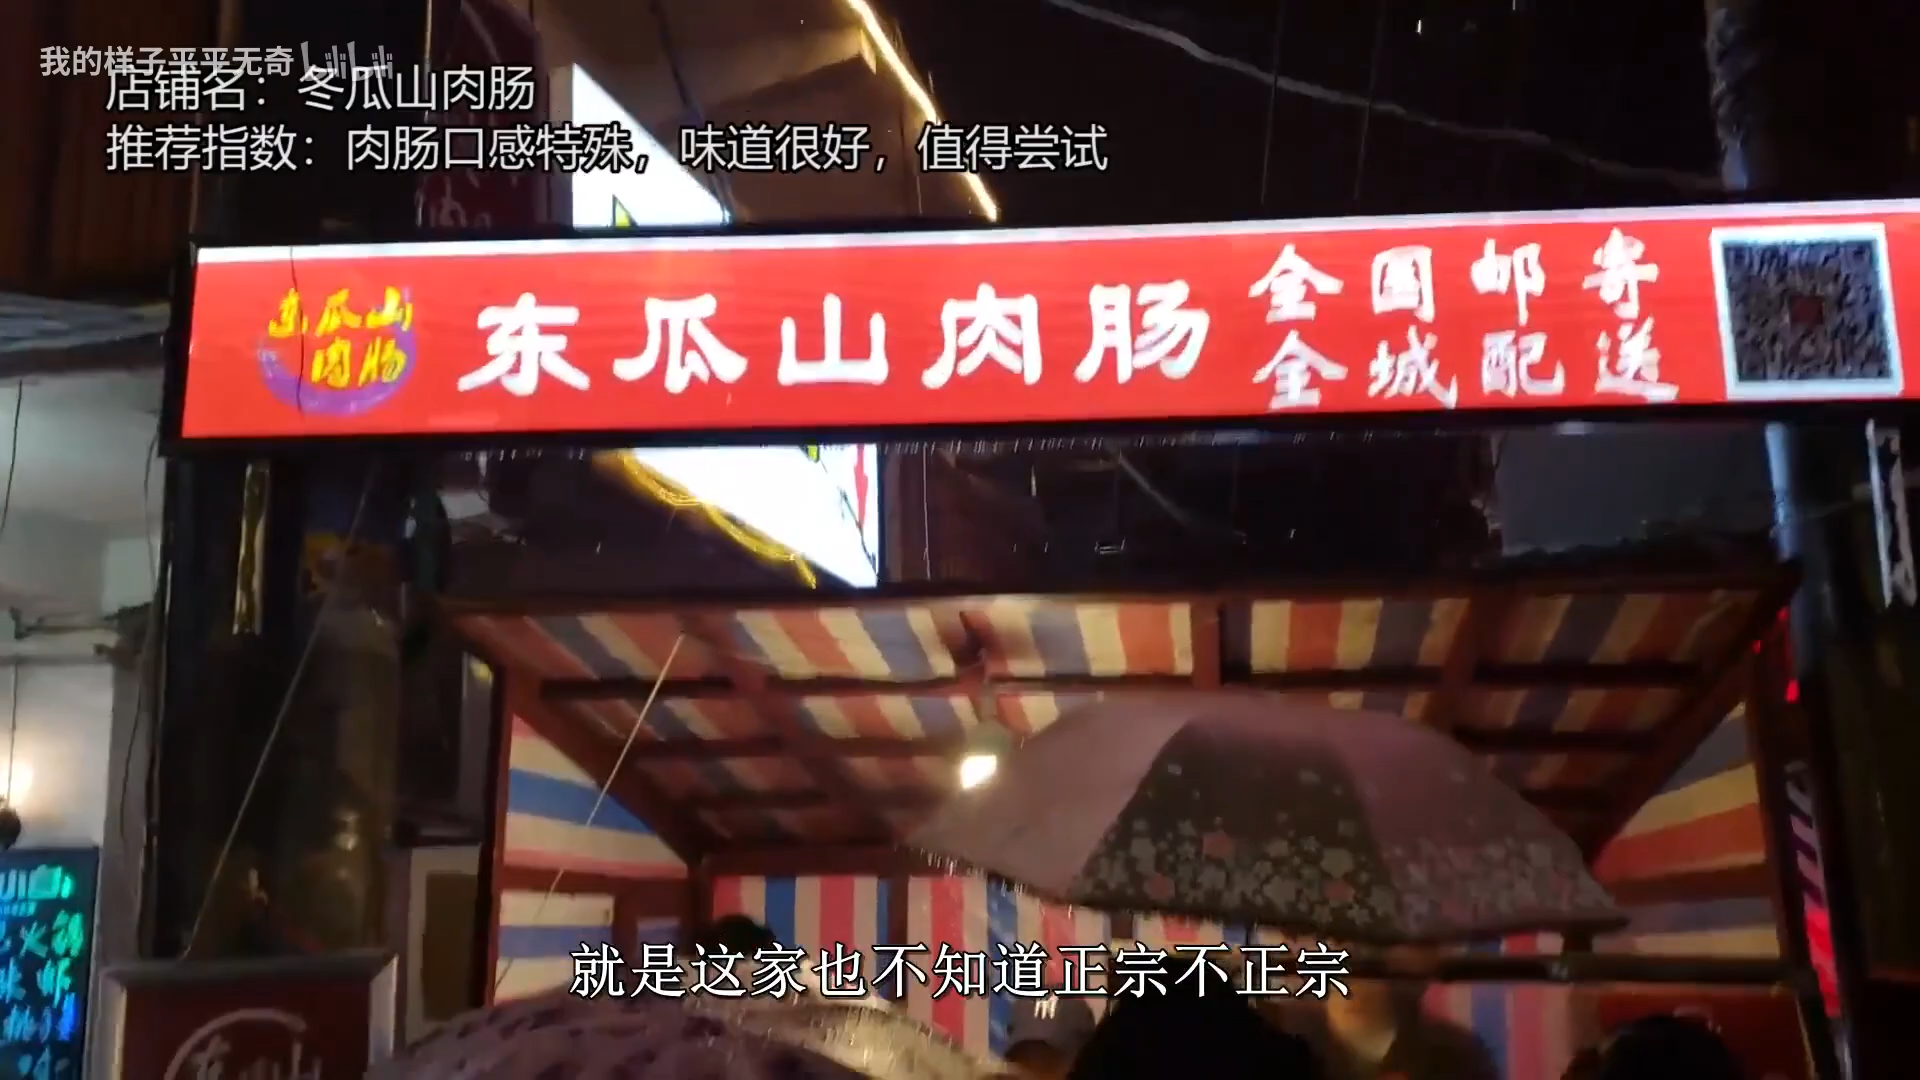 我的样子平平无奇
bilibili
店铺名：冬瓜山肉肠
推荐指数：肉肠口感特殊，味道很好，值得尝试
东瓜山
肉肠
东瓜山肉肠
全国邮寄
全城配送
就是这家也不知道正宗不正宗